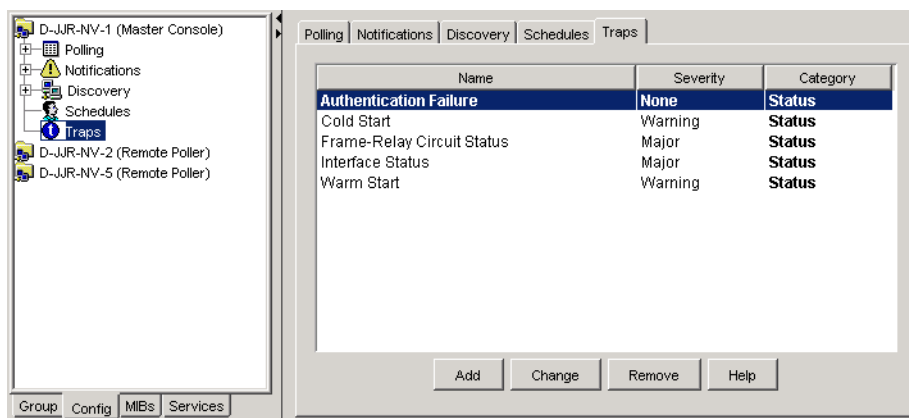 D-JJR-NV-1 (Master Console)
Polling
Notifications
Discovery
Schedules
Traps
D-JJR-NV-2 (Remote Poller)
D-JJR-NV-5 (Remote Poller)
Group Config MIBs Services
Polling Notifications Discovery Schedules Traps
Name Severity Category
Authentication Failure None Status
Cold Start Warning Status
Frame-Relay Circuit Status Major Status
Interface Status Major Status
Warm Start Warning Status
Add Change Remove Help